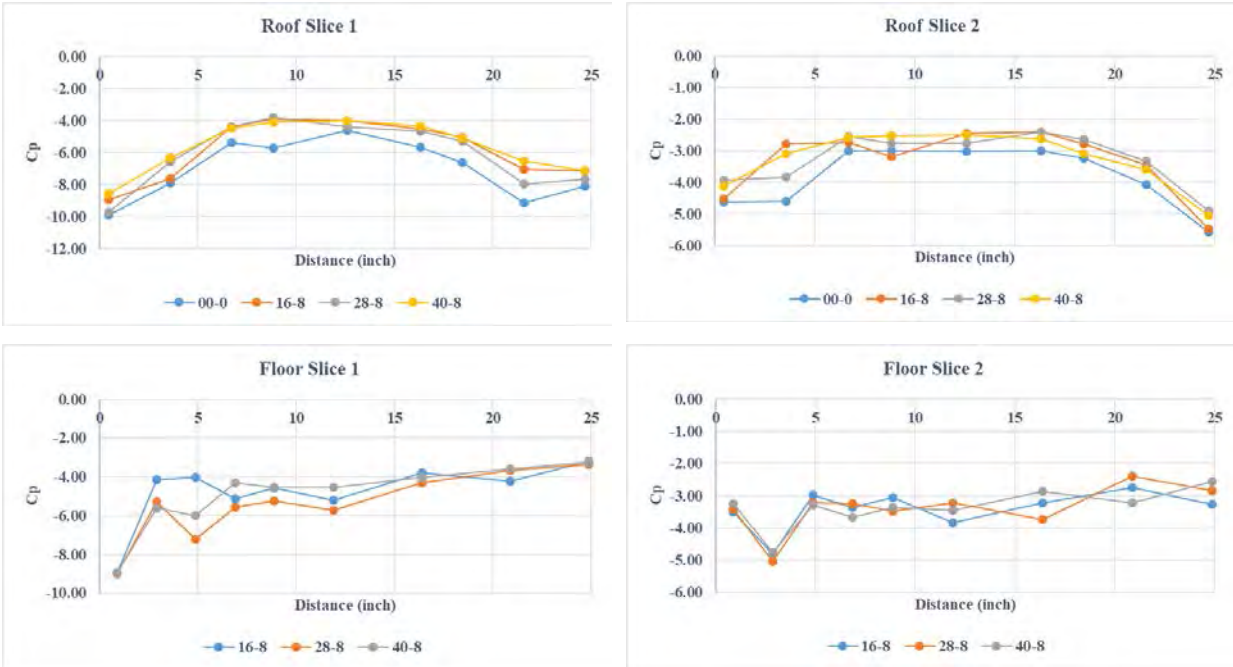 Roof Slice 1
0.00
0 5 10 15 20 25
-2.00
-4.00
-6.00
-8.00
-10.00
-12.00
Cp
Distance (inch)
00-0 16-8 28-8 40-8
Roof Slice 2
0.00
0 5 10 15 20 25
-1.00
-2.00
-3.00
-4.00
-5.00
-6.00
Cp
Distance (inch)
00-0 16-8 28-8 40-8
Floor Slice 1
0.00
0 5 10 15 20 25
-2.00
-4.00
-6.00
-8.00
-10.00
Cp
Distance (inch)
16-8 28-8 40-8
Floor Slice 2
0.00
0 5 10 15 20 25
-1.00
-2.00
-3.00
-4.00
-5.00
-6.00
Cp
Distance (inch)
16-8 28-8 40-8